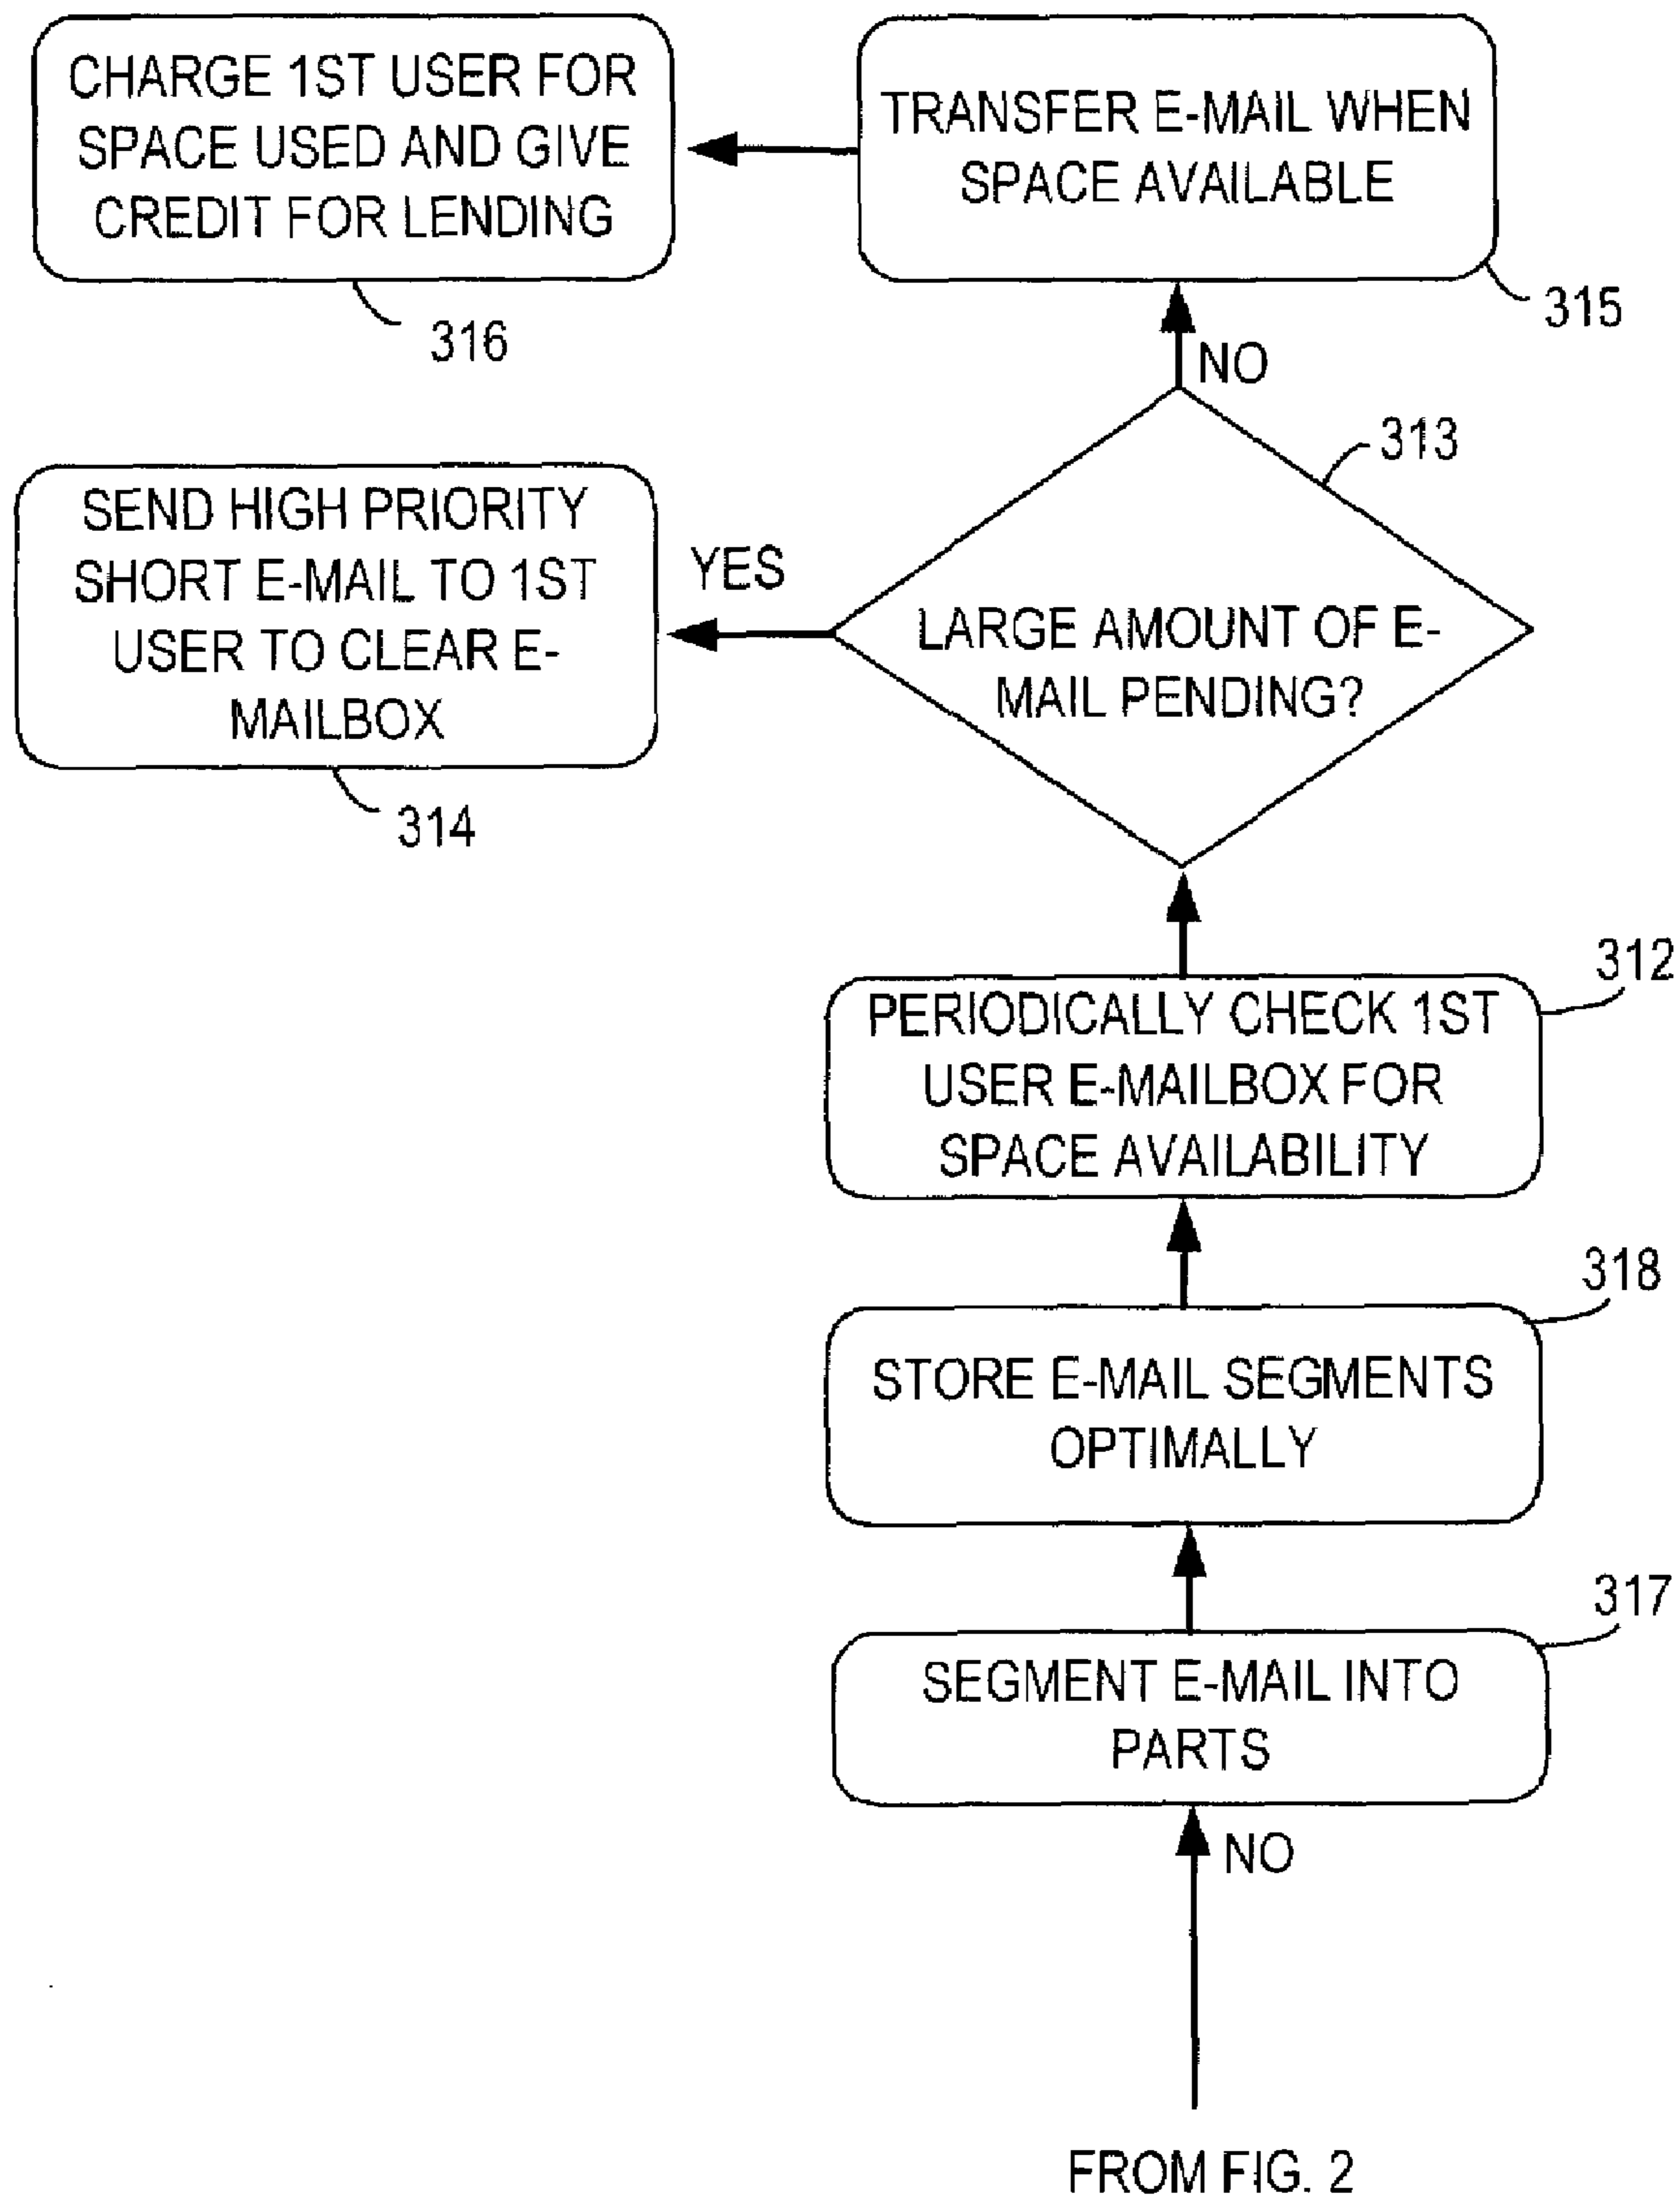 CHARGE 1ST USER FOR
SPACE USED AND GIVE
CREDIT FOR LENDING
316
TRANSFER E-MAIL WHEN
SPACE AVAILABLE
315
NO
313
SEND HIGH PRIORITY
SHORT E-MAIL TO 1ST
USER TO CLEAR E-
MAILBOX
314
YES
LARGE AMOUNT OF E-
MAIL PENDING?
312
PERIODICALLY CHECK 1ST
USER E-MAILBOX FOR
SPACE AVAILABILITY
318
STORE E-MAIL SEGMENTS
OPTIMALLY
317
SEGMENT E-MAIL INTO
PARTS
NO
FROM FIG. 2